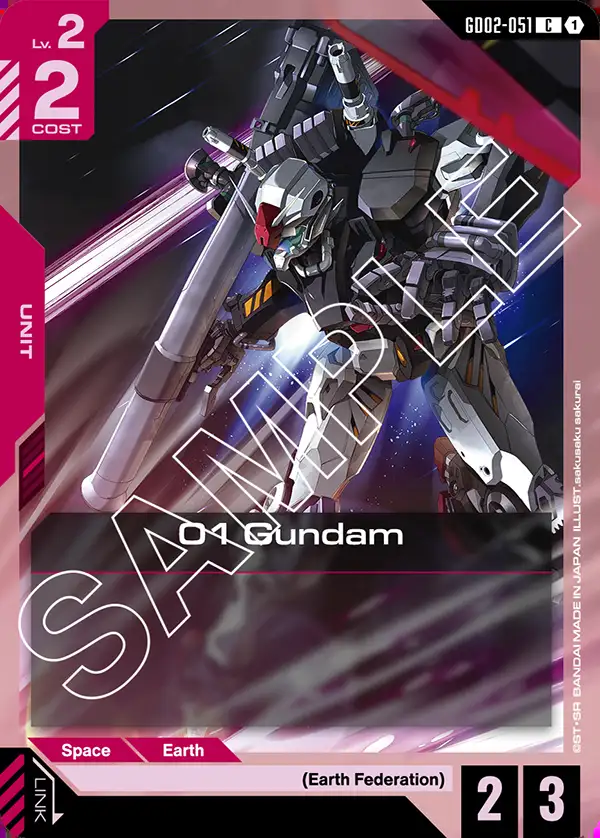 Lv. 2
2
COST
GD02-051 C 1
UNIT
SAMPLE
01 Gundam
©ST・SR BANDAI MADE IN JAPAN ILLUST.sakusaku sakurai
Space Earth
(Earth Federation)
LINK
2 3